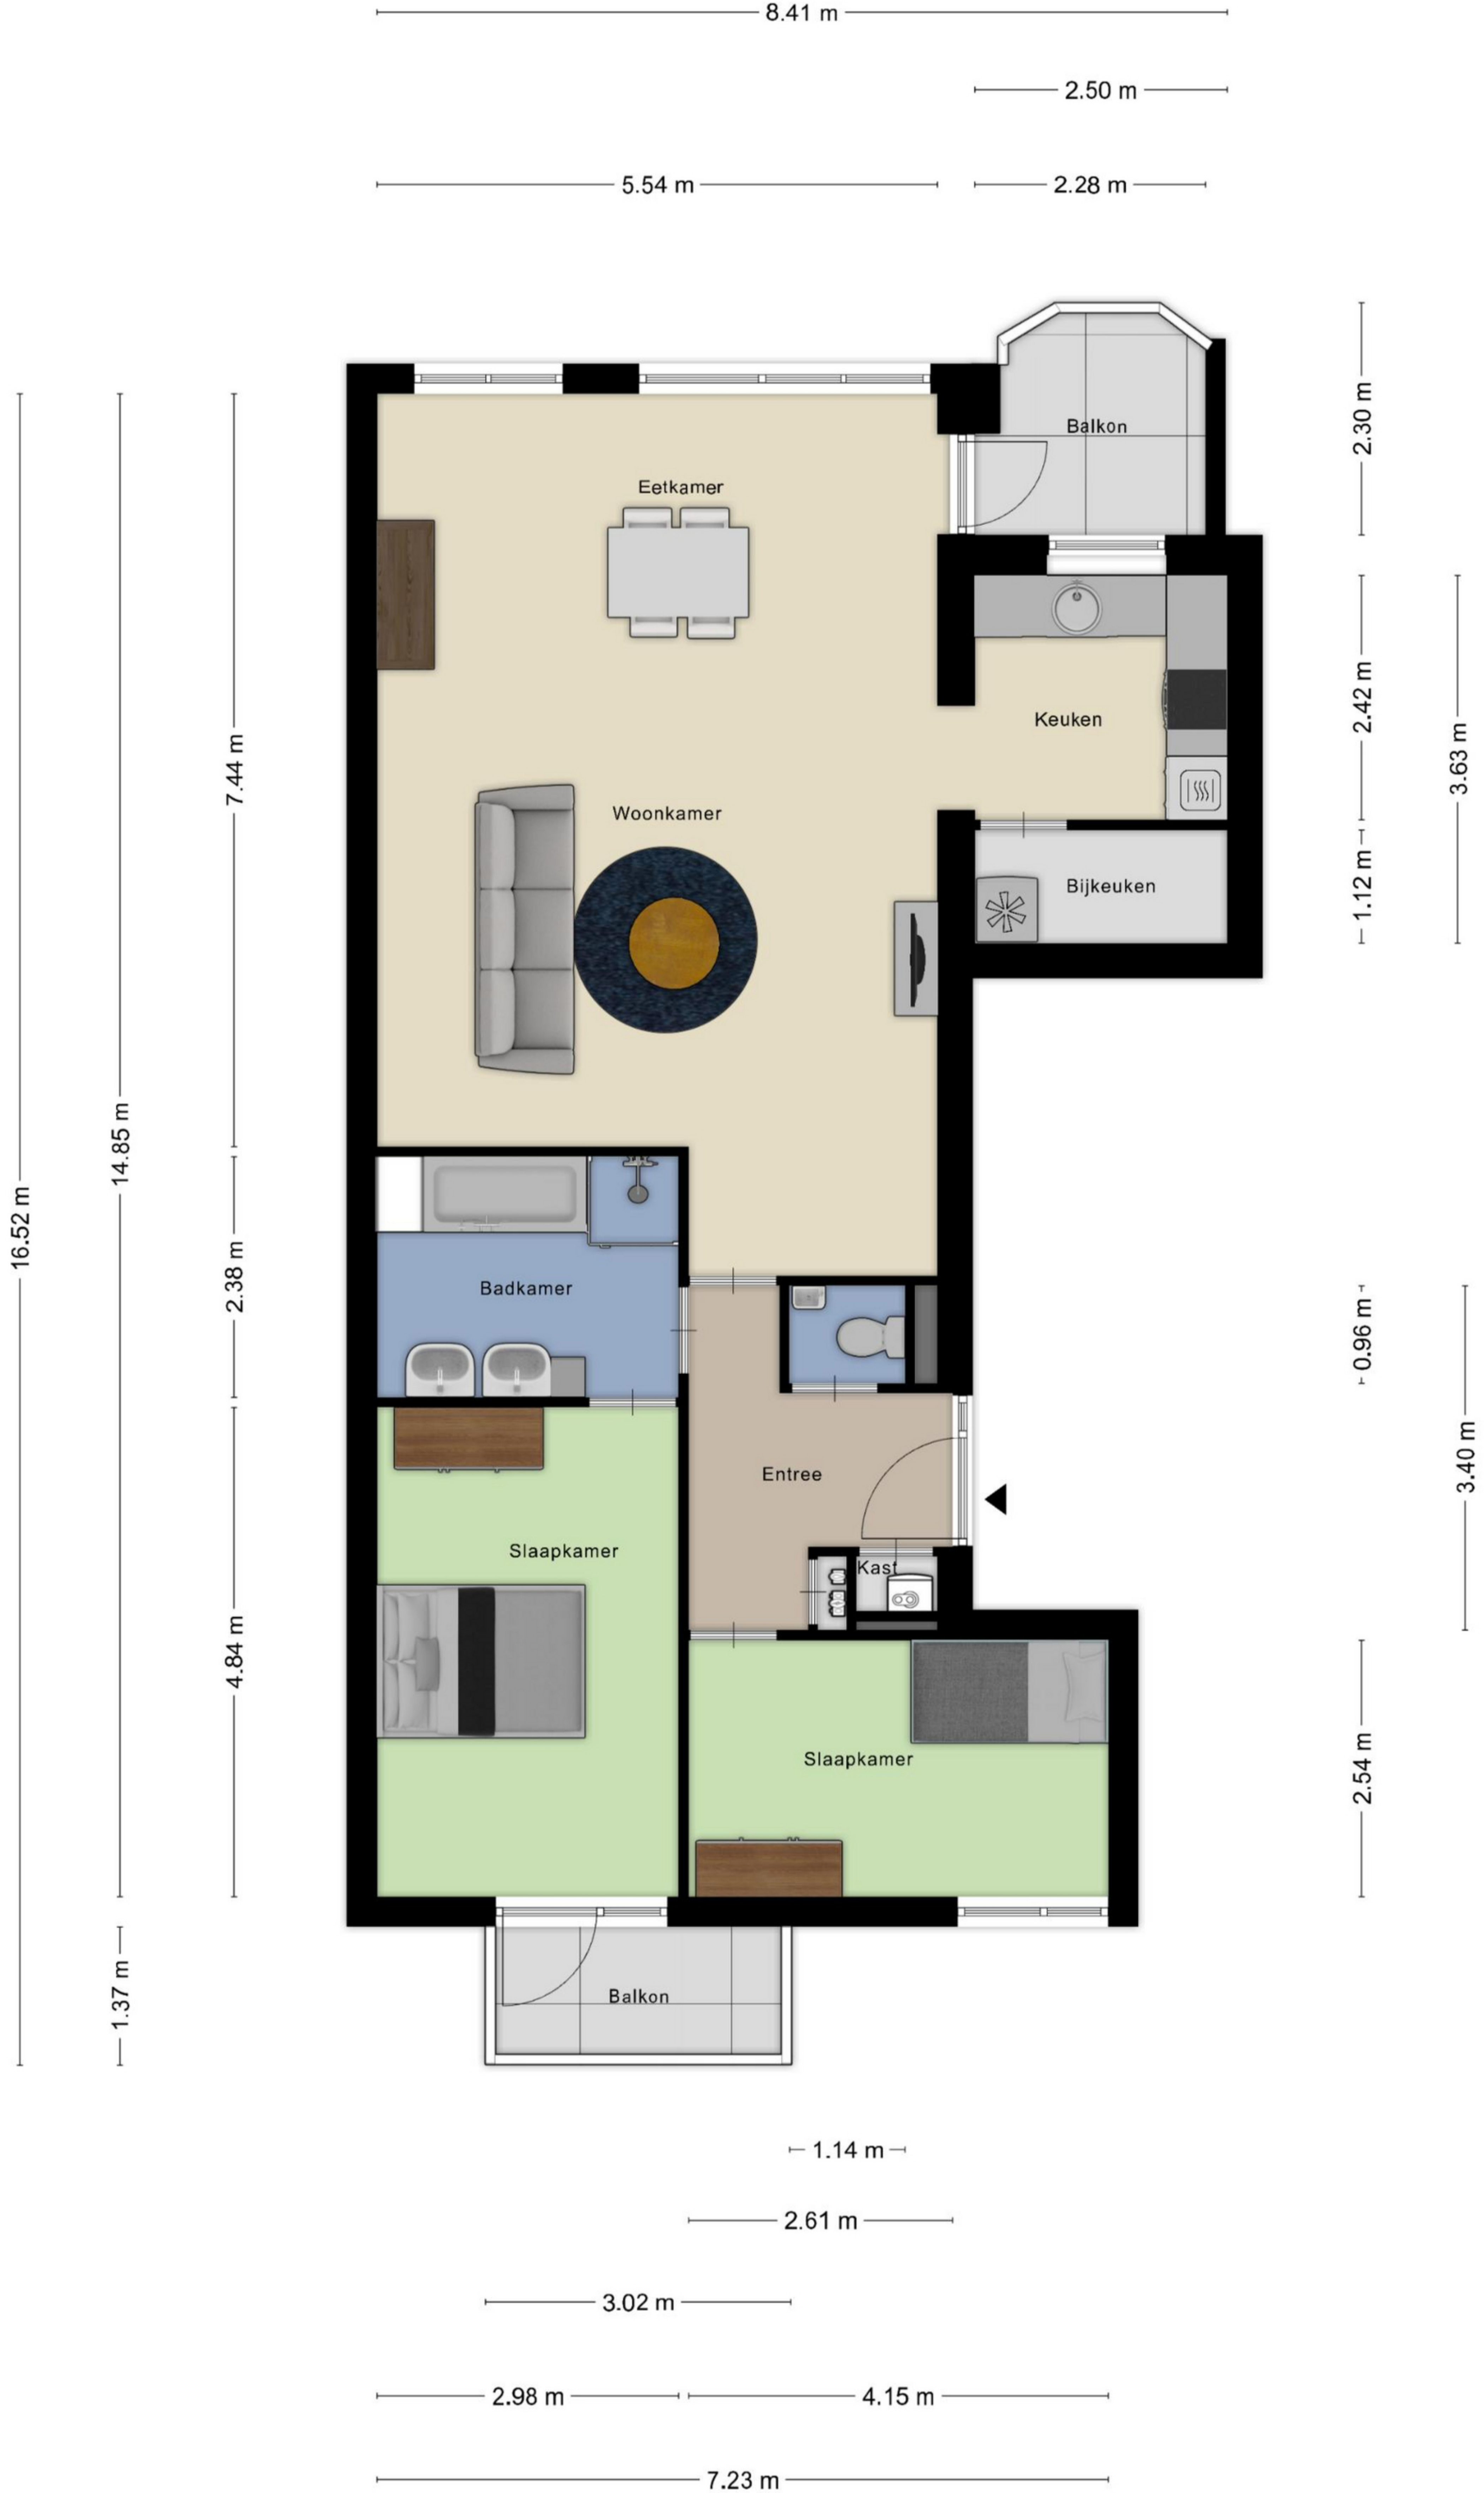 8.41 m
2.50 m
5.54 m
2.28 m
Balkon
2.30 m
Eetkamer
Keuken
2.42 m
3.63 m
7.44 m
Woonkamer
Bijkeuken
1.12 m
14.85 m
16.52 m
2.38 m
Badkamer
0.96 m
3.40 m
Entree
Slaapkamer
Kast
4.84 m
Slaapkamer
2.54 m
1.37 m
Balkon
1.14 m
2.61 m
3.02 m
2.98 m
4.15 m
7.23 m